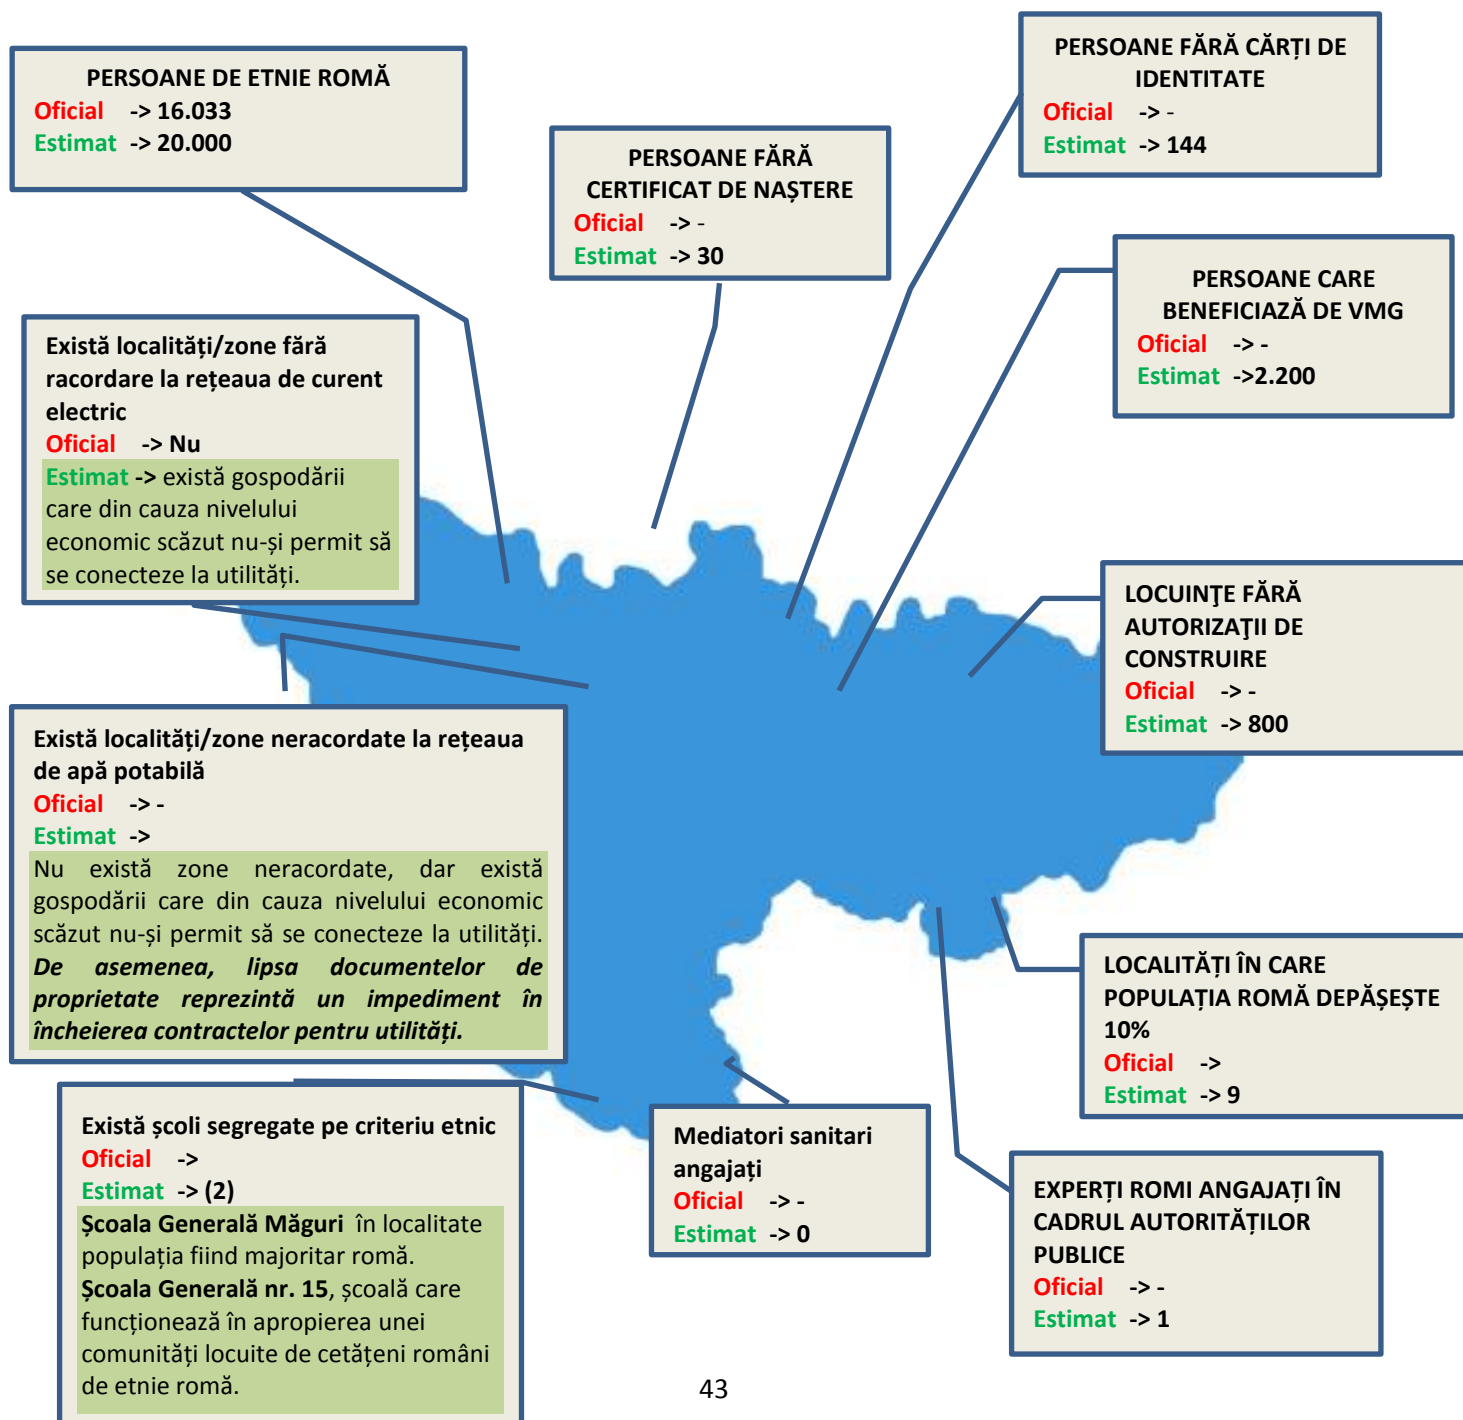 PERSOANE DE ETNIE ROMĂ
Oficial -> 16.033
Estimat -> 20.000
PERSOANE FĂRĂ
CERTIFICAT DE NAȘTERE
Oficial -> -
Estimat -> 30
PERSOANE FĂRĂ CĂRȚI DE
IDENTITATE
Oficial -> -
Estimat -> 144
PERSOANE CARE
BENEFICIAZĂ DE VMG
Oficial -> -
Estimat ->2.200
Există localități/zone fără
racordare la rețeaua de curent
electric
Oficial -> Nu
Estimat -> există gospodării
care din cauza nivelului
economic scăzut nu-și permit să
se conecteze la utilități.
LOCUINŢE FĂRĂ
AUTORIZAŢII DE
CONSTRUIRE
Oficial -> -
Estimat -> 800
Există localități/zone neracordate la rețeaua
de apă potabilă
Oficial -> -
Estimat ->
Nu există zone neracordate, dar există
gospodării care din cauza nivelului economic
scăzut nu-și permit să se conecteze la utilități.
De asemenea, lipsa documentelor de
proprietate reprezintă un impediment în
încheierea contractelor pentru utilități.
LOCALITĂȚI ÎN CARE
POPULAȚIA ROMĂ DEPĂȘEȘTE
10%
Oficial ->
Estimat -> 9
Există școli segregate pe criteriu etnic
Oficial ->
Estimat -> (2)
Școala Generală Măguri în localitate
populația fiind majoritar romă.
Școala Generală nr. 15, școală care
funcționează în apropierea unei
comunități locuite de cetățeni români
de etnie romă.
Mediatori sanitari
angajați
Oficial -> -
Estimat -> 0
EXPERȚI ROMI ANGAJAȚI ÎN
CADRUL AUTORITĂȚILOR
PUBLICE
Oficial -> -
Estimat -> 1
43